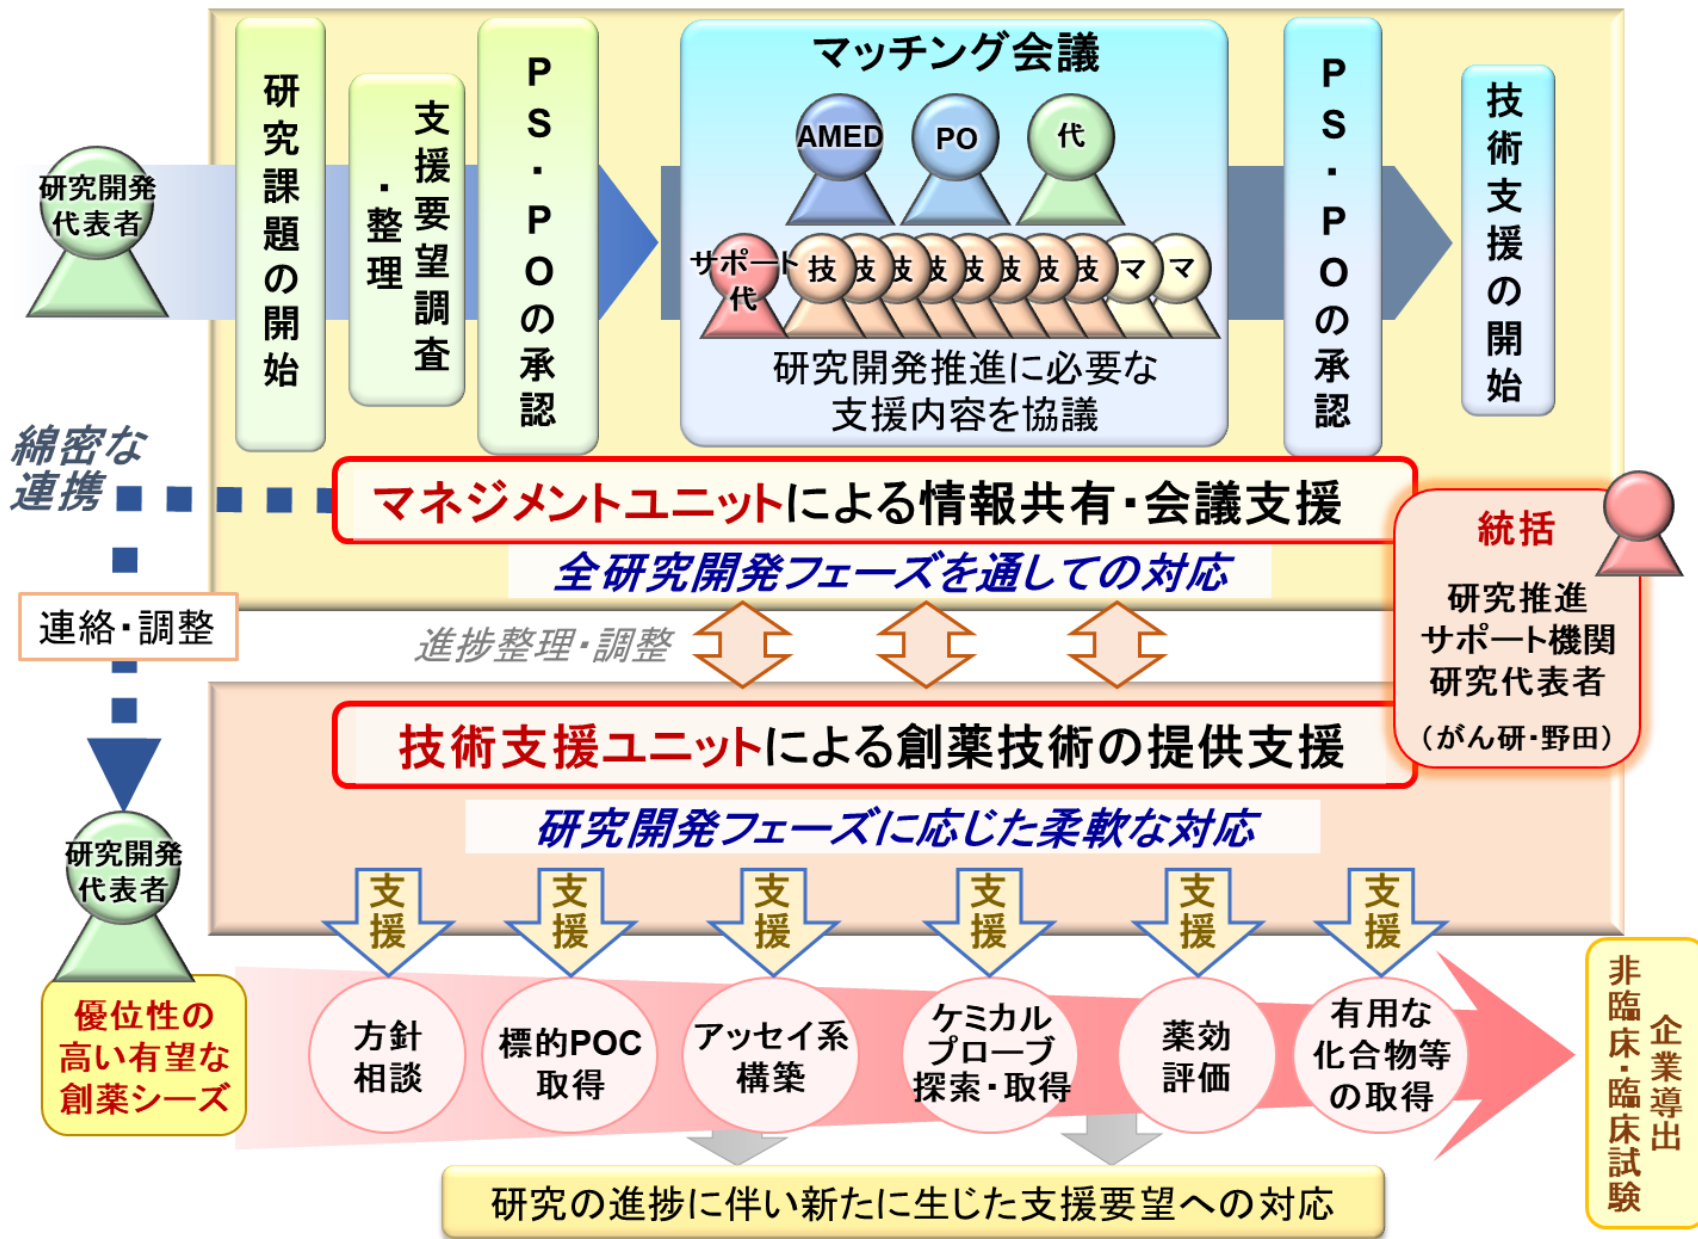 研究開発
代表者
研究課題の開始
支援要望調査
・整理
PS・POの承認
マッチング会議
AMED
PO
代
サポート
代
技
技
技
技
技
技
技
技
マ
マ
研究開発推進に必要な
支援内容を協議
PS・POの承認
技術支援の開始
綿密な
連携
マネジメントユニットによる情報共有・会議支援
全研究開発フェーズを通しての対応
統括
研究推進
サポート機関
研究代表者
（がん研・野田）
連絡・調整
進捗整理・調整
技術支援ユニットによる創薬技術の提供支援
研究開発フェーズに応じた柔軟な対応
研究開発
代表者
支援
支援
支援
支援
支援
支援
優位性の
高い有望な
創薬シーズ
方針
相談
標的POC
取得
アッセイ系
構築
ケミカル
プローブ
探索・取得
薬効
評価
有用な
化合物等
の取得
企業導出
非臨床・臨床試験
研究の進捗に伴い新たに生じた支援要望への対応